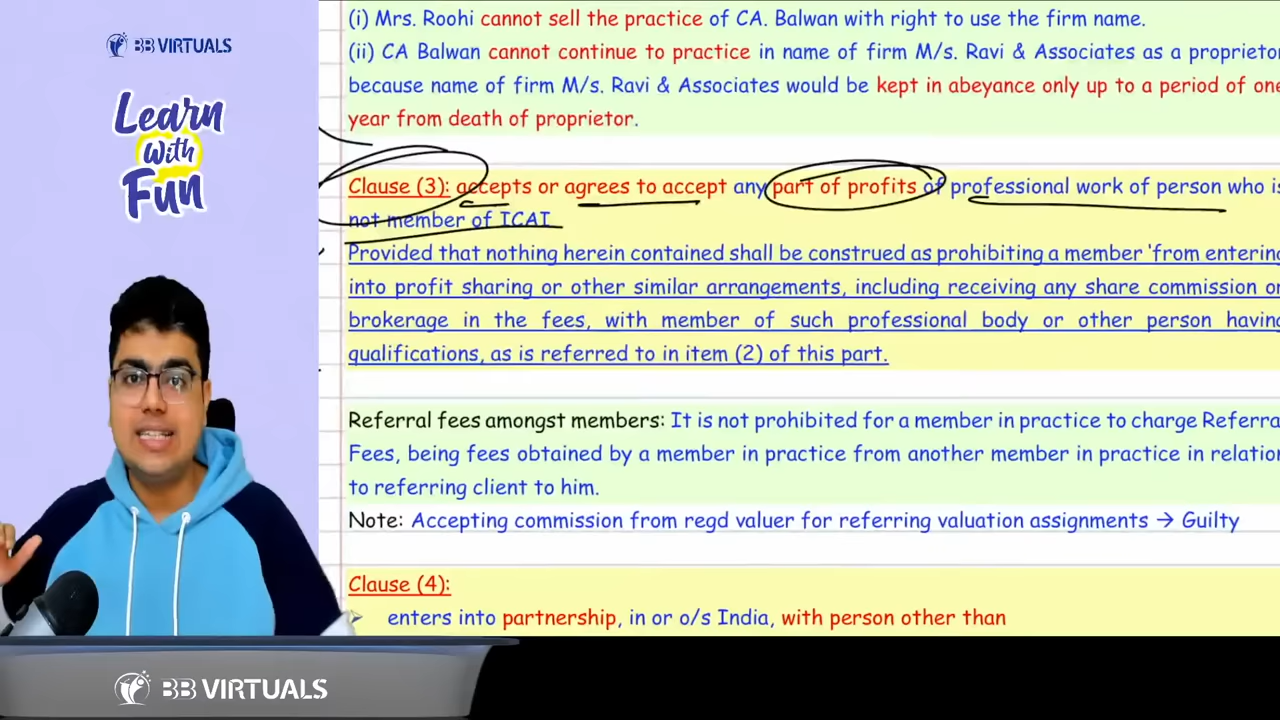 BB VIRTUALS
Learn
With
Fun
(i) Mrs. Roohi cannot sell the practice of CA. Balwan with right to use the firm name.
(ii) CA Balwan cannot continue to practice in name of firm M/s. Ravi & Associates as a proprietor
because name of firm M/s. Ravi & Associates would be kept in abeyance only up to a period of one
year from death of proprietor.
Clause (3): accepts or agrees to accept any part of profits of professional work of person who is
not member of ICAI
Provided that nothing herein contained shall be construed as prohibiting a member 'from entering
into profit sharing or other similar arrangements, including receiving any share commission or
brokerage in the fees, with member of such professional body or other person having
qualifications, as is referred to in item (2) of this part.
Referral fees amongst members: It is not prohibited for a member in practice to charge Referra
Fees, being fees obtained by a member in practice from another member in practice in relation
to referring client to him.
Note: Accepting commission from regd valuer for referring valuation assignments → Guilty
Clause (4):
enters into partnership, in or o/s India, with person other than
BB VIRTUALS